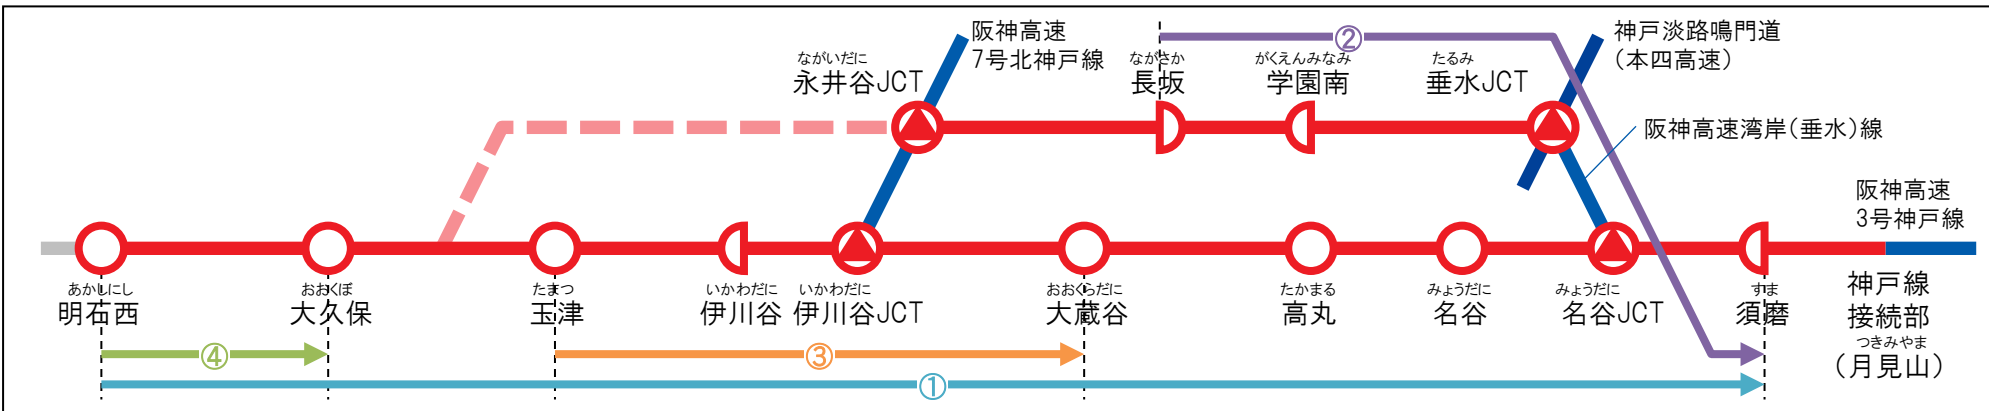 阪神高速
7号北神戸線
ながいだに
永井谷JCT
ながさか
長坂
がくえんみなみ
学園南
たるみ
垂水JCT
②
神戸淡路鳴門道
(本四高速)
阪神高速湾岸(垂水)線
阪神高速
3号神戸線
あかしにし
明石西
おおくぼ
大久保
たまつ
玉津
いかわだに
伊川谷
いかわだに
伊川谷JCT
おおくらだに
大蔵谷
たかまる
高丸
みょうだに
名谷
みょうだに
名谷JCT
すま
須磨
神戸線
接続部
つきみやま
(月見山)
④
③
①